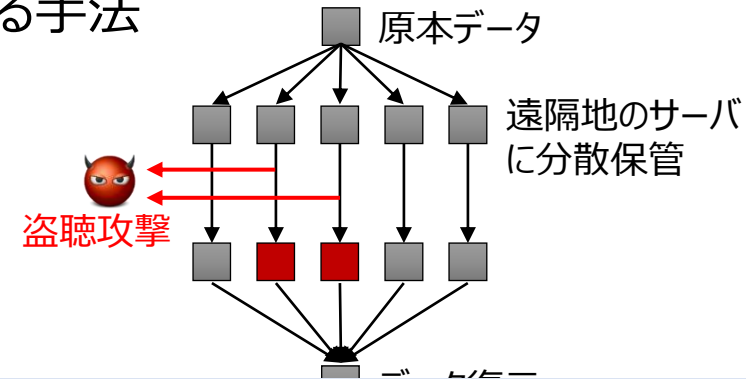 る手法
原本データ
遠隔地のサーバ
に分散保管
盗聴攻撃